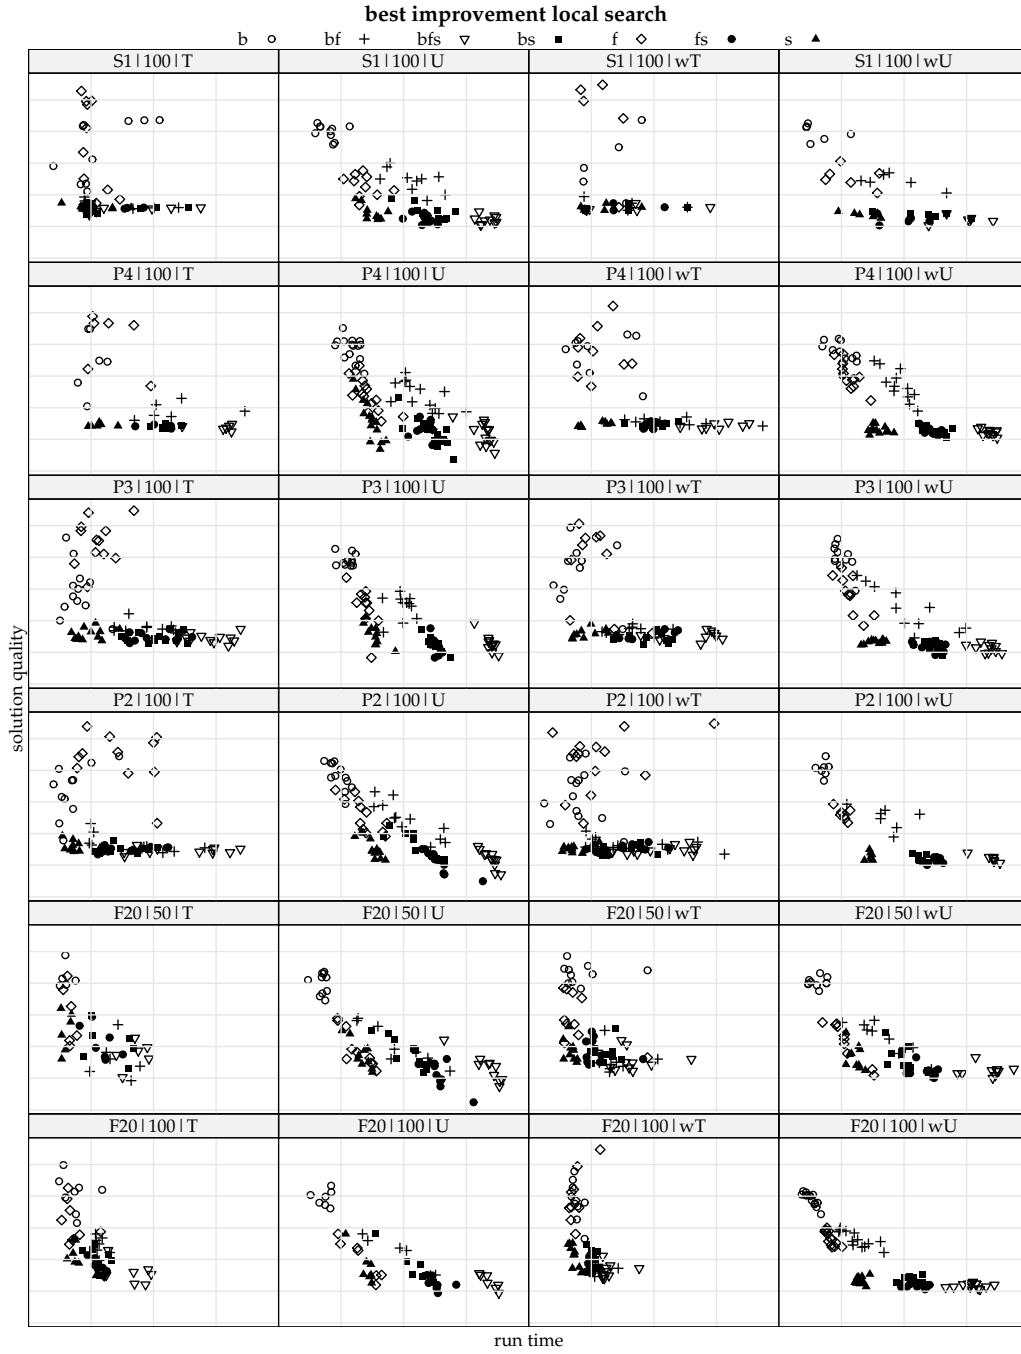 best improvement local search
b bf bfs bs f fs s
S1 | 100 | T S1 | 100 | U S1 | 100 | wT S1 | 100 | wU
P4 | 100 | T P4 | 100 | U P4 | 100 | wT P4 | 100 | wU
P3 | 100 | T P3 | 100 | U P3 | 100 | wT P3 | 100 | wU
P2 | 100 | T P2 | 100 | U P2 | 100 | wT P2 | 100 | wU
F20 | 50 | T F20 | 50 | U F20 | 50 | wT F20 | 50 | wU
F20 | 100 | T F20 | 100 | U F20 | 100 | wT F20 | 100 | wU
solution quality
run time